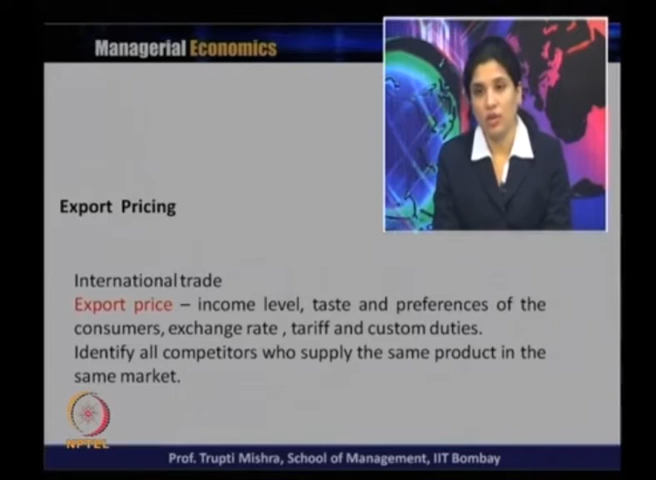 Managerial Economics
Export Pricing
International trade
Export price – income level, taste and preferences of the
consumers, exchange rate , tariff and custom duties.
Identify all competitors who supply the same product in the
same market.
NPTEL
Prof. Trupti Mishra, School of Management, IIT Bombay